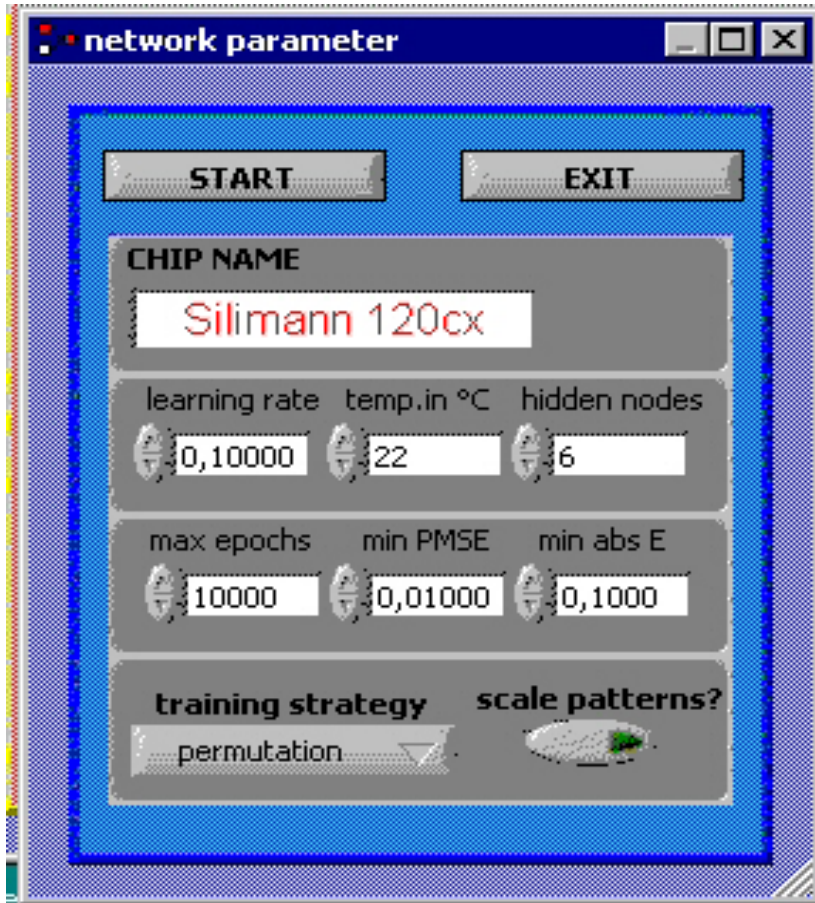 network parameter
START EXIT
CHIP NAME
Silimann 120cx
learning rate temp.in °C hidden nodes
0,10000 22 6
max epochs min PMSE min abs E
10000 0,01000 0,1000
training strategy scale patterns?
permutation